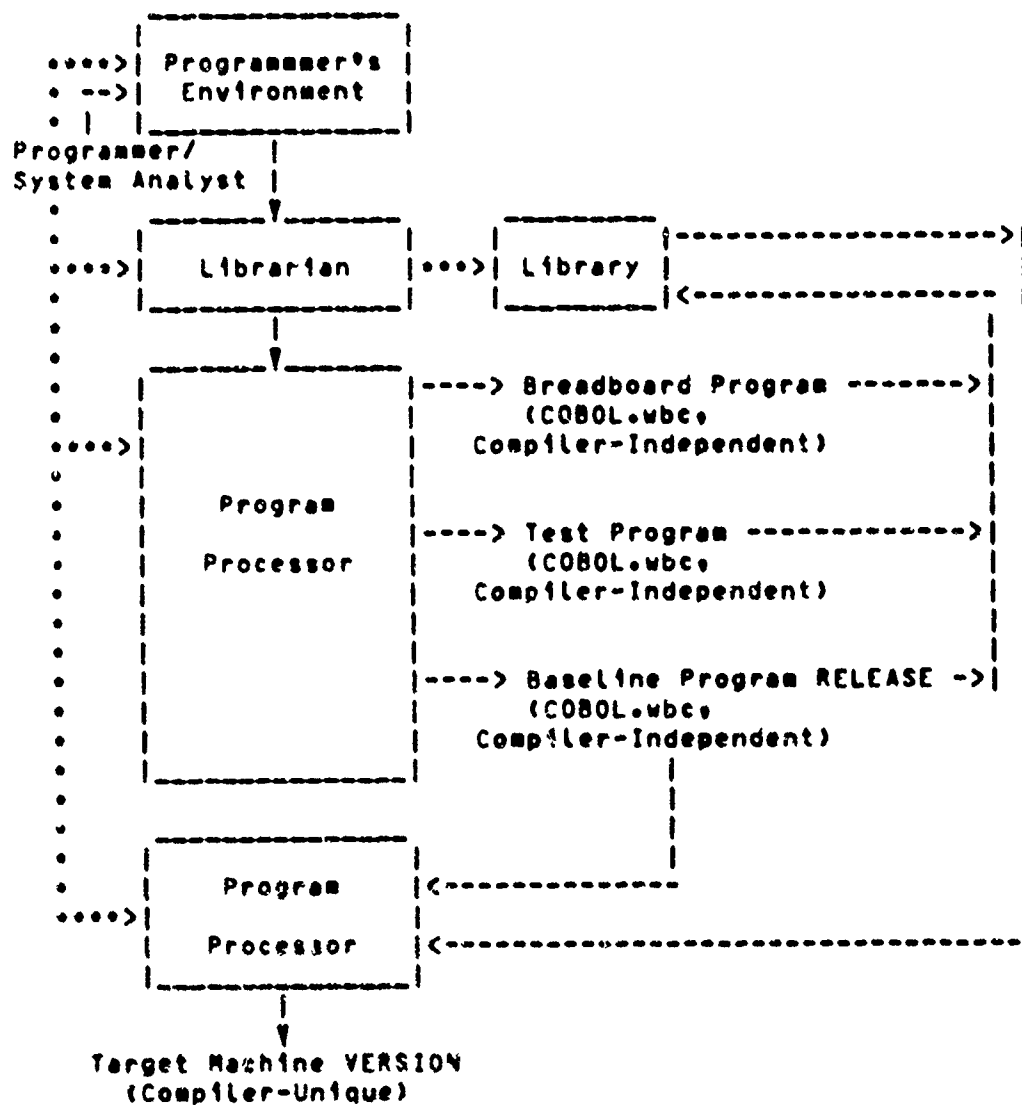 Programmmer's
Environment
Programmer/
System Analyst
Librarian
Library
Breadboard Program
(COBOL.wbc,
Compiler-Independent)
Program
Processor
Test Program
(COBOL.wbc,
Compiler-Independent)
Baseline Program RELEASE
(COBOL.wbc,
Compiler-Independent)
Program
Processor
Target Machine VERSION
(Compiler-Unique)